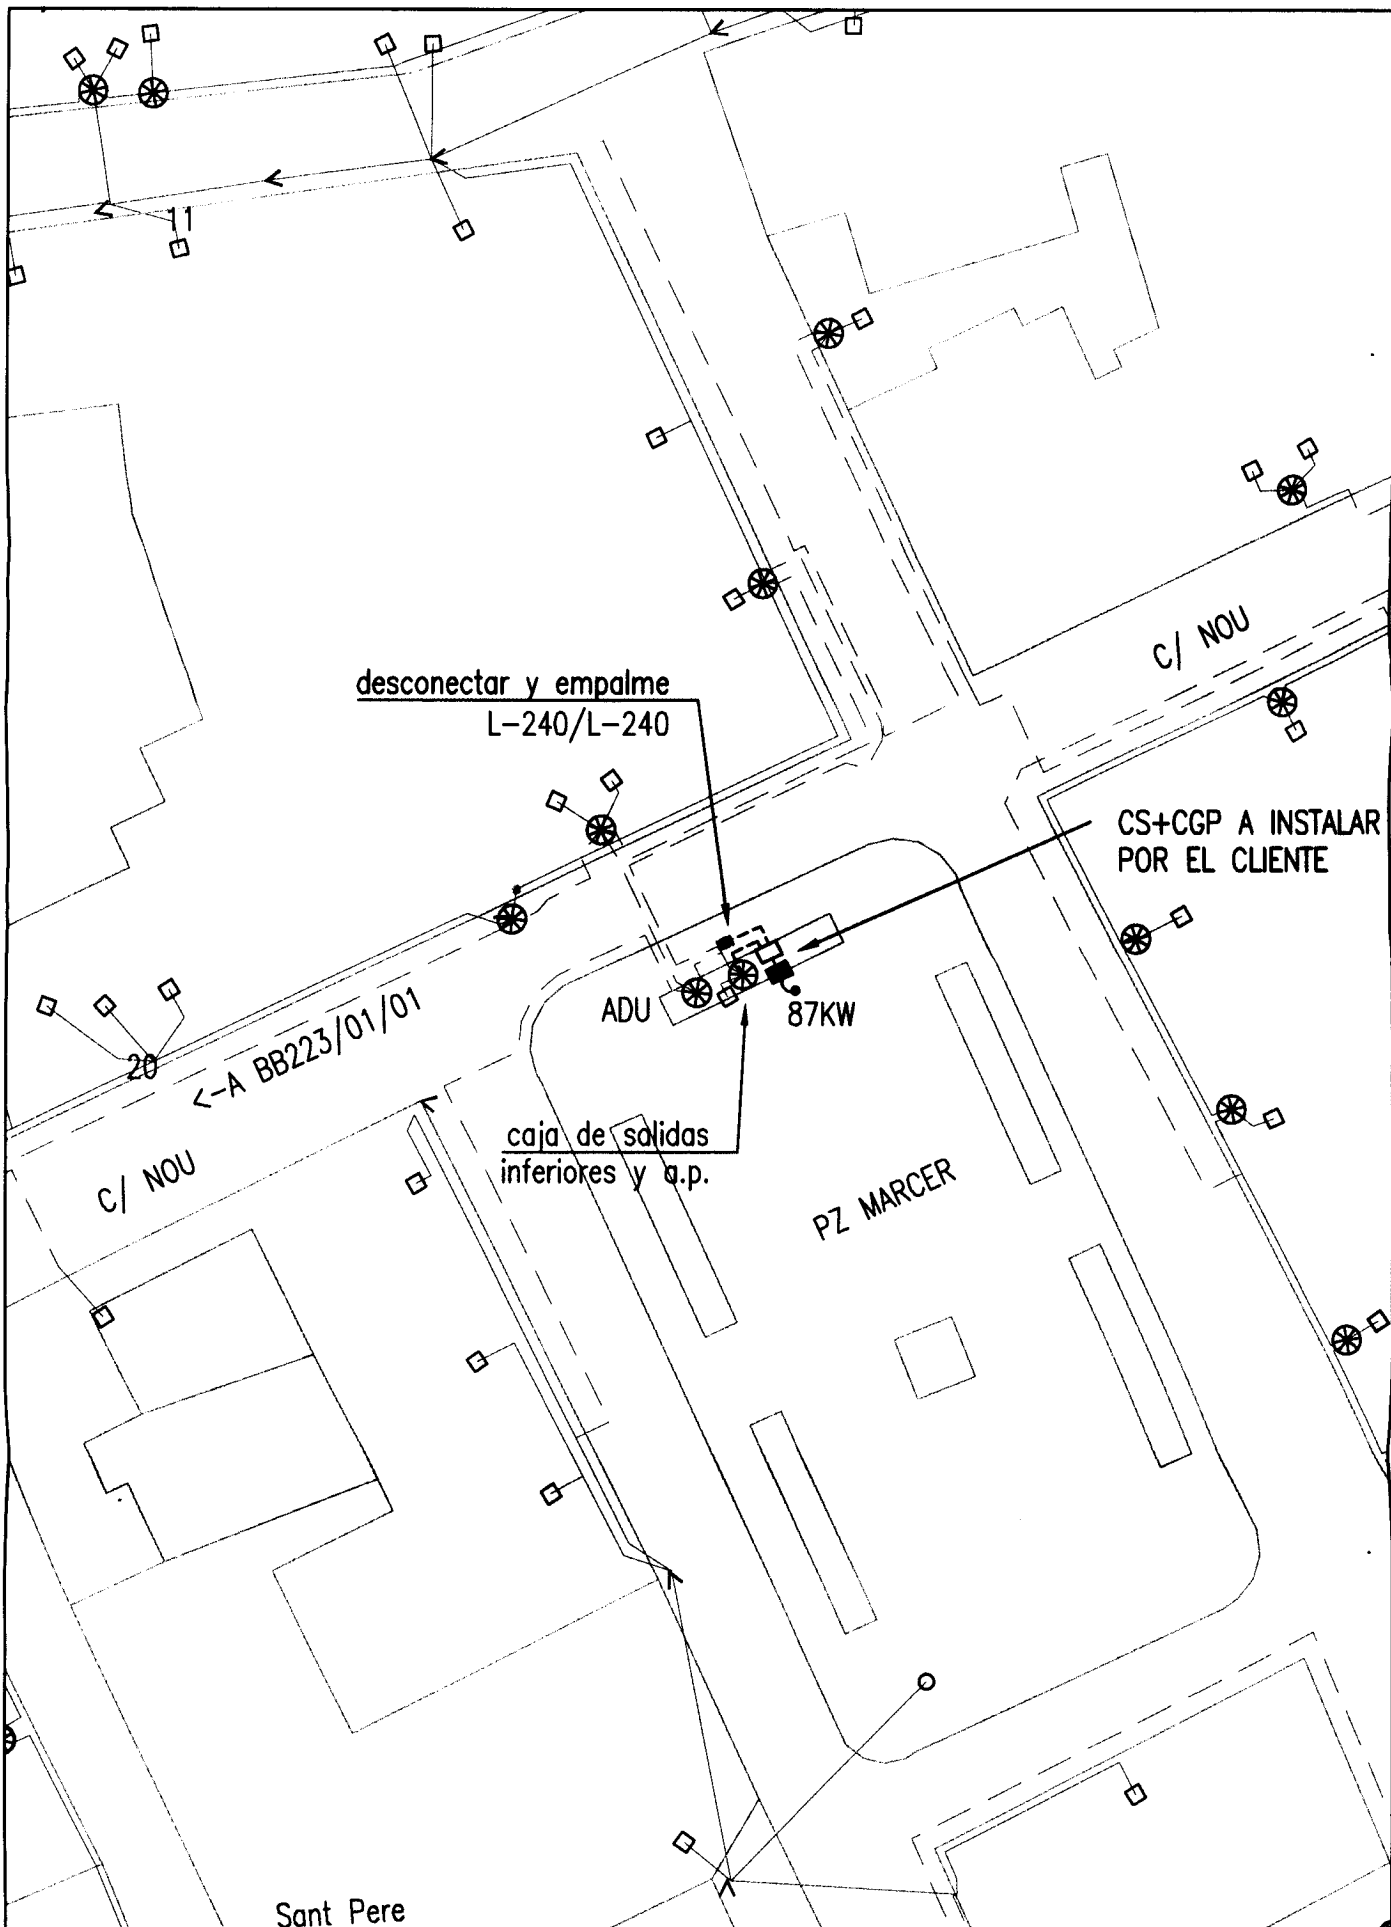 11
C/ NOU
desconectar y empalme
L-240/L-240
CS+CGP A INSTALAR
POR EL CLIENTE
ADU
87KW
20
<-A BB223/01/01
caja de salidas
inferiores y a.p.
C/ NOU
PZ MARCER
Sant Pere